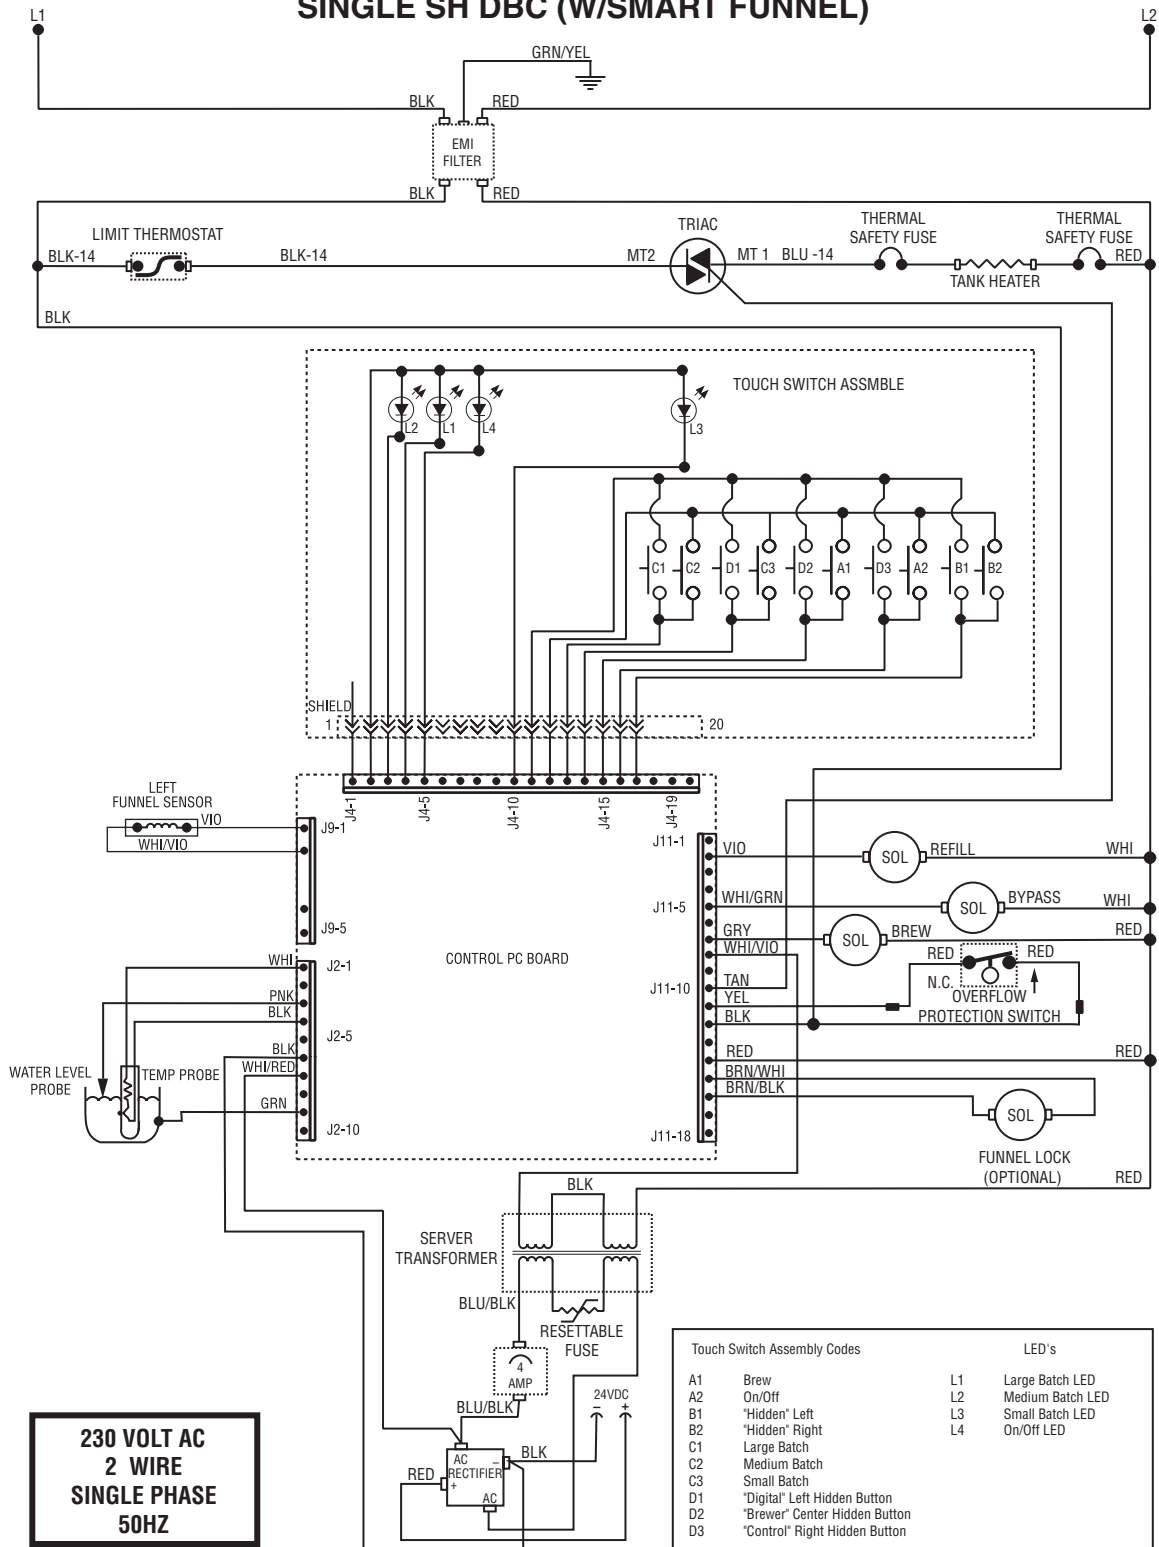 SINGLE SH DBC (W/SMART FUNNEL)
L1
L2
GRN/YEL
BLK
RED
EMI
FILTER
BLK
RED
LIMIT THERMOSTAT
TRIAC
THERMAL
SAFETY FUSE
THERMAL
SAFETY FUSE
BLK-14
BLK-14
MT2
MT 1
BLU -14
RED
TANK HEATER
BLK
TOUCH SWITCH ASSMBLE
L2
L1
L4
L3
C1
C2
D1
C3
D2
A1
D3
A2
B1
B2
SHIELD
1
20
LEFT
FUNNEL SENSOR
VIO
WHI/VIO
J4-1
J4-5
J4-10
J4-15
J4-19
J9-1
J9-5
J11-1
VIO
SOL
REFILL
WHI
J11-5
WHI/GRN
SOL
BYPASS
WHI
GRY
SOL
BREW
RED
WHI/VIO
CONTROL PC BOARD
RED
RED
N.C.
OVERFLOW
PROTECTION SWITCH
J11-10
TAN
YEL
BLK
RED
RED
BRN/WHI
BRN/BLK
SOL
J11-18
FUNNEL LOCK
(OPTIONAL)
RED
WHI
J2-1
PNK
BLK
J2-5
BLK
WHI/RED
WATER LEVEL
PROBE
TEMP PROBE
GRN
J2-10
BLK
SERVER
TRANSFORMER
BLU/BLK
RESETTABLE
FUSE
4
AMP
BLU/BLK
24VDC
–
+
AC
–
RECTIFIER
+
AC
BLK
RED
230 VOLT AC
2 WIRE
SINGLE PHASE
50HZ
Touch Switch Assembly Codes
LED's
A1 Brew L1 Large Batch LED
A2 On/Off L2 Medium Batch LED
B1 "Hidden" Left L3 Small Batch LED
B2 "Hidden" Right L4 On/Off LED
C1 Large Batch
C2 Medium Batch
C3 Small Batch
D1 "Digital" Left Hidden Button
D2 "Brewer" Center Hidden Button
D3 "Control" Right Hidden Button